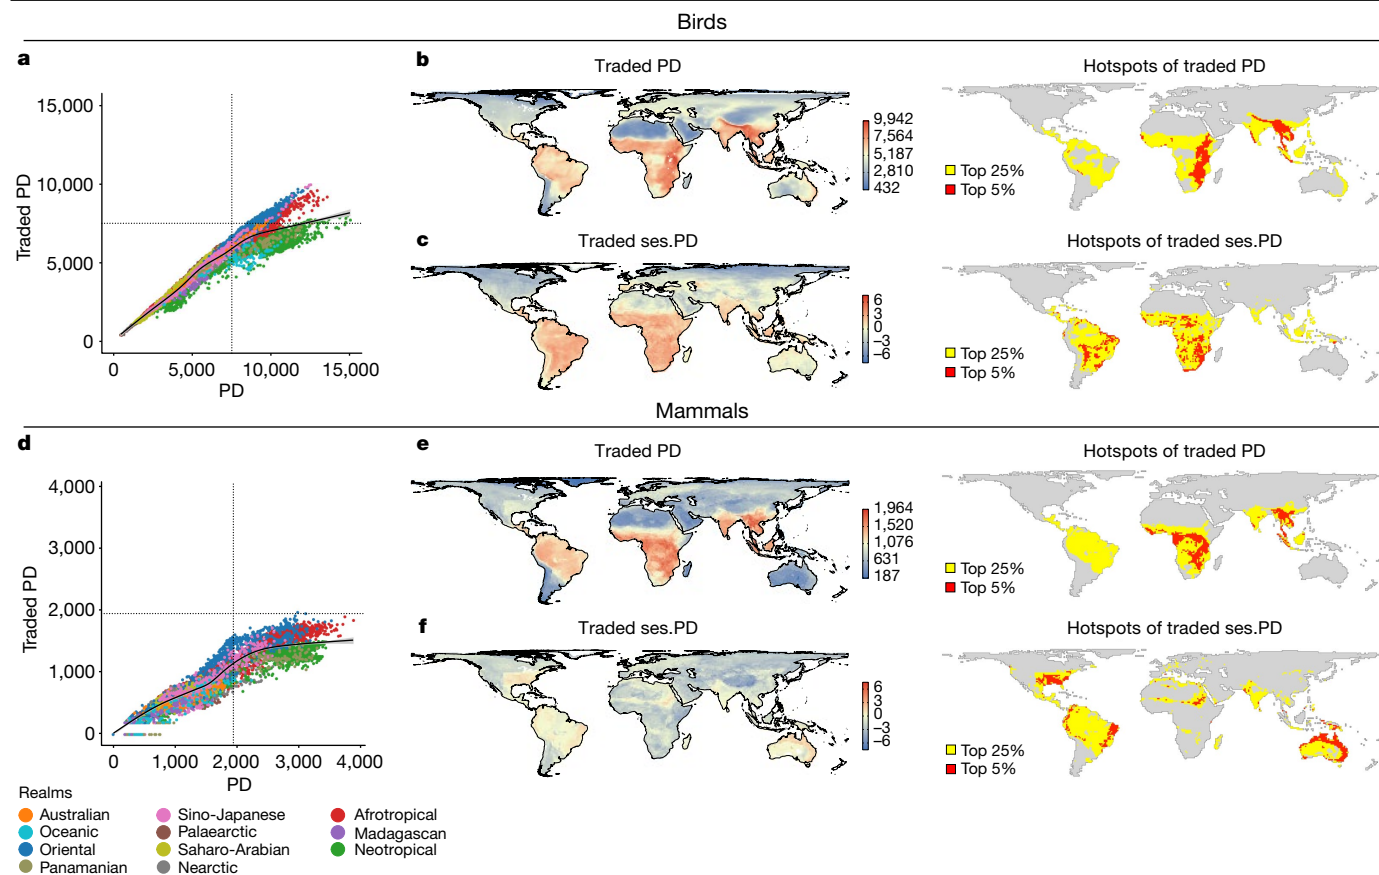 Birds
a
15,000
10,000
5,000
0
Traded PD
0 5,000 10,000 15,000
PD
b
Traded PD
9,942
7,564
5,187
2,810
432
Hotspots of traded PD
Top 25%
Top 5%
c
Traded ses.PD
6
3
0
−3
−6
Hotspots of traded ses.PD
Top 25%
Top 5%
Mammals
d
4,000
3,000
2,000
1,000
0
Traded PD
0 1,000 2,000 3,000 4,000
PD
e
Traded PD
1,964
1,520
1,076
631
187
Hotspots of traded PD
Top 25%
Top 5%
f
Traded ses.PD
6
3
0
−3
−6
Hotspots of traded ses.PD
Top 25%
Top 5%
Realms
Australian Sino-Japanese Afrotropical
Oceanic Palaearctic Madagascan
Oriental Saharo-Arabian Neotropical
Panamanian Nearctic